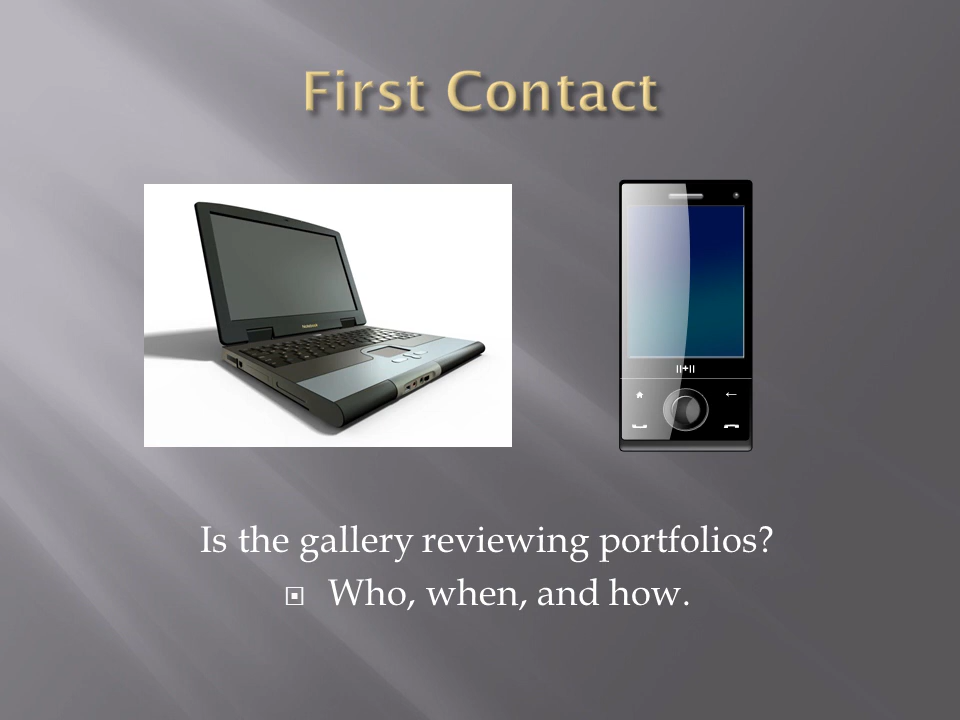 First Contact
Is the gallery reviewing portfolios?
Who, when, and how.